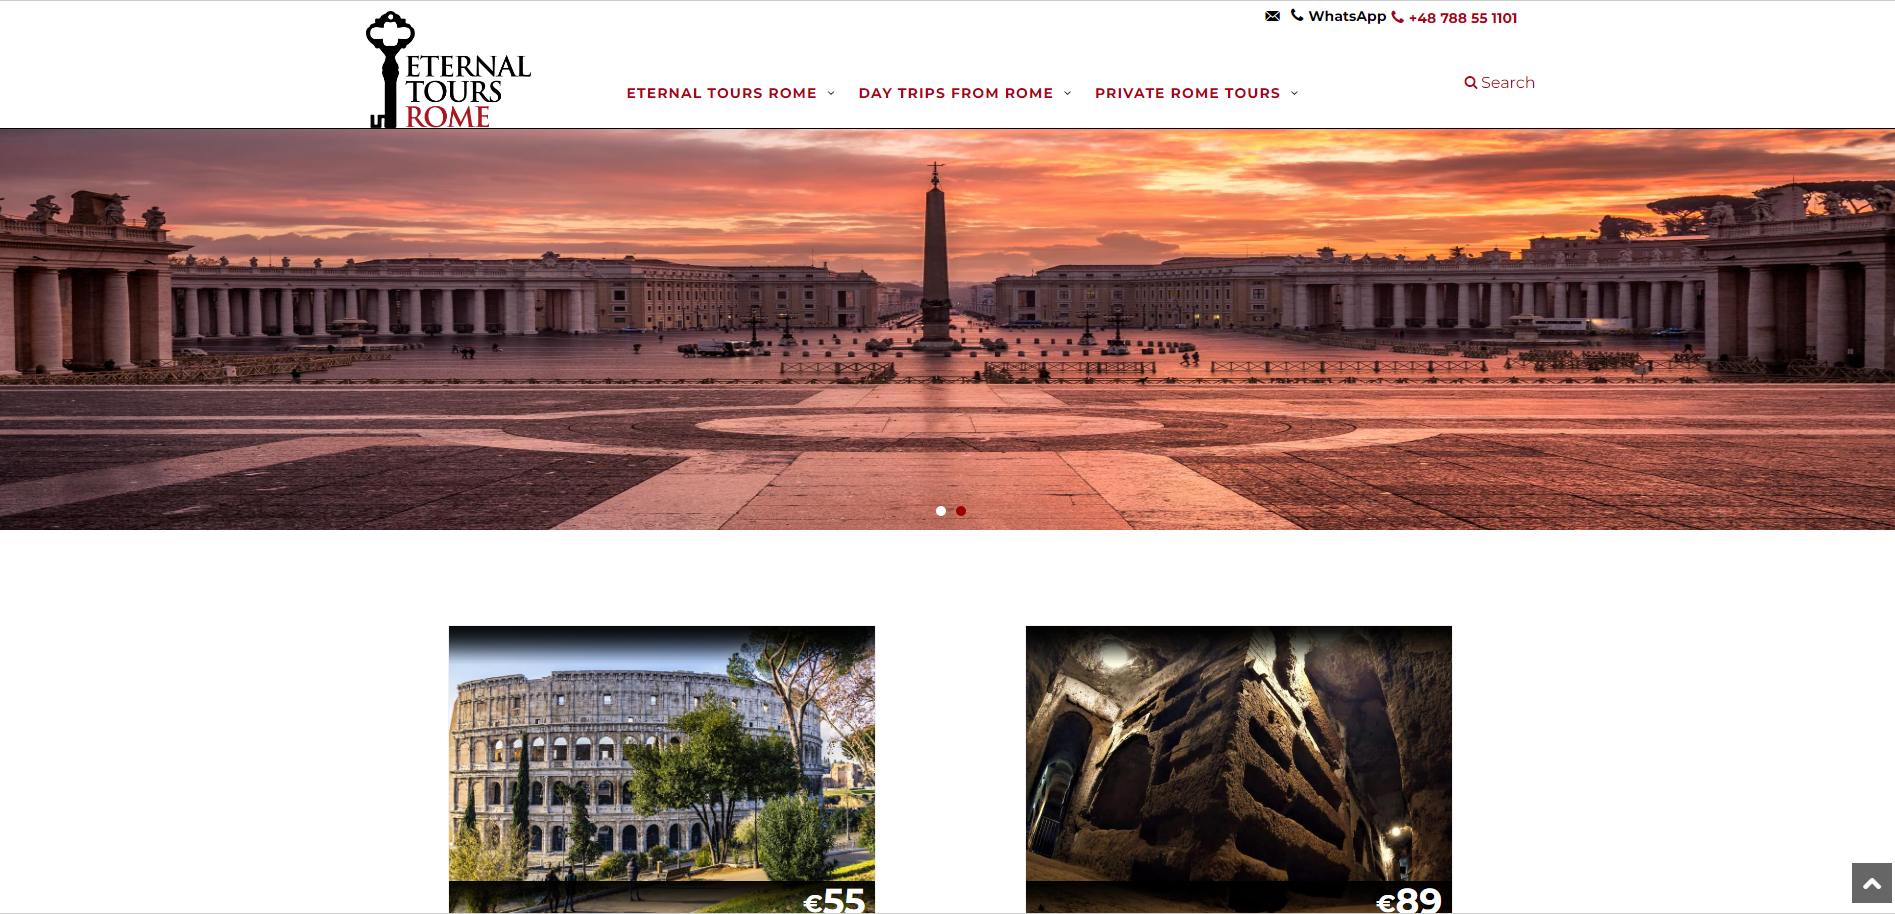 WhatsApp +48 788 55 1101
ETERNAL
TOURS
ROME
Search
ETERNAL TOURS ROME DAY TRIPS FROM ROME PRIVATE ROME TOURS
€55
€89